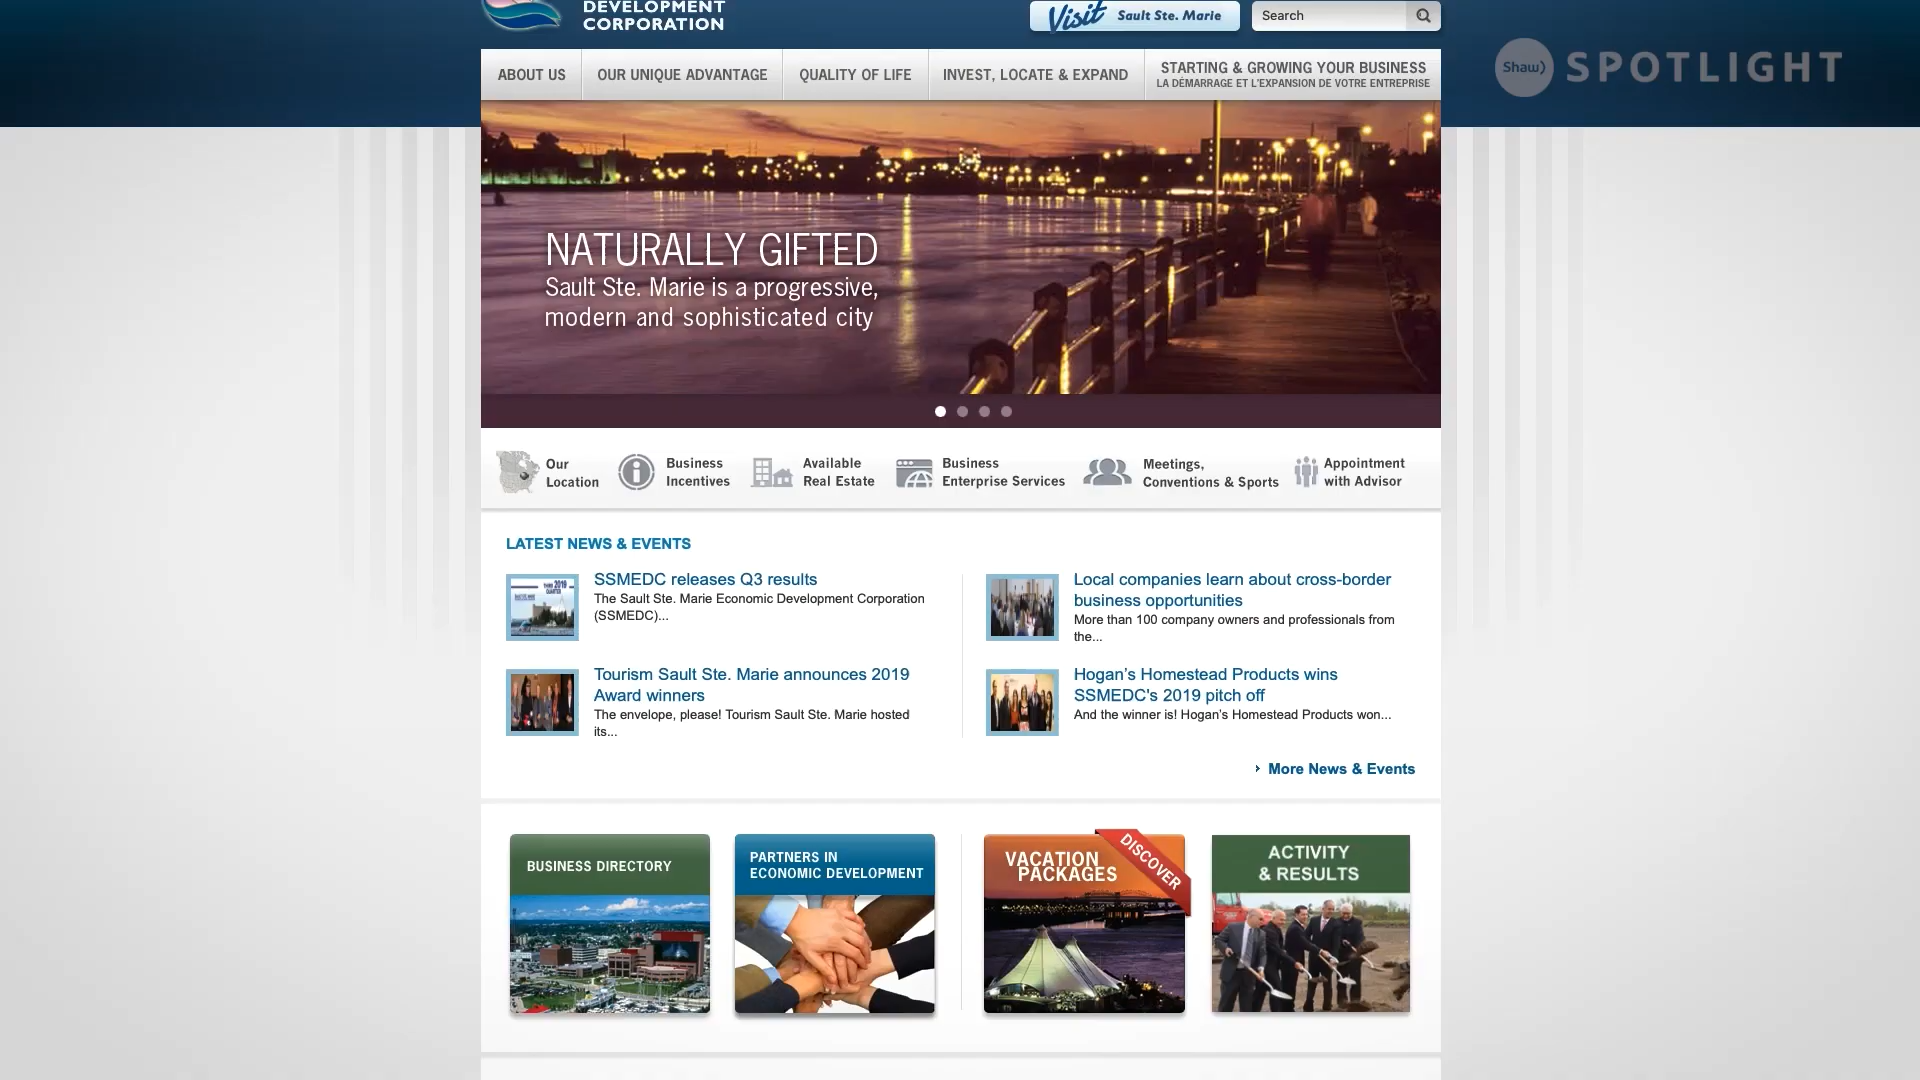 DEVELOPMENT
CORPORATION
Visit Sault Ste. Marie
Search
Shaw) SPOTLIGHT
ABOUT US
OUR UNIQUE ADVANTAGE
QUALITY OF LIFE
INVEST, LOCATE & EXPAND
STARTING & GROWING YOUR BUSINESS
LA DÉMARRAGE ET L'EXPANSION DE VOTRE ENTREPRISE
NATURALLY GIFTED
Sault Ste. Marie is a progressive,
modern and sophisticated city
Our
Location
Business
Incentives
Available
Real Estate
Business
Enterprise Services
Meetings,
Conventions & Sports
Appointment
with Advisor
LATEST NEWS & EVENTS
SSMEDC releases Q3 results
The Sault Ste. Marie Economic Development Corporation
(SSMEDC)...
Local companies learn about cross-border
business opportunities
More than 100 company owners and professionals from
the...
Tourism Sault Ste. Marie announces 2019
Award winners
The envelope, please! Tourism Sault Ste. Marie hosted
its...
Hogan’s Homestead Products wins
SSMEDC's 2019 pitch off
And the winner is! Hogan’s Homestead Products won...
More News & Events
BUSINESS DIRECTORY
PARTNERS IN
ECONOMIC DEVELOPMENT
VACATION
PACKAGES
DISCOVER
ACTIVITY
& RESULTS